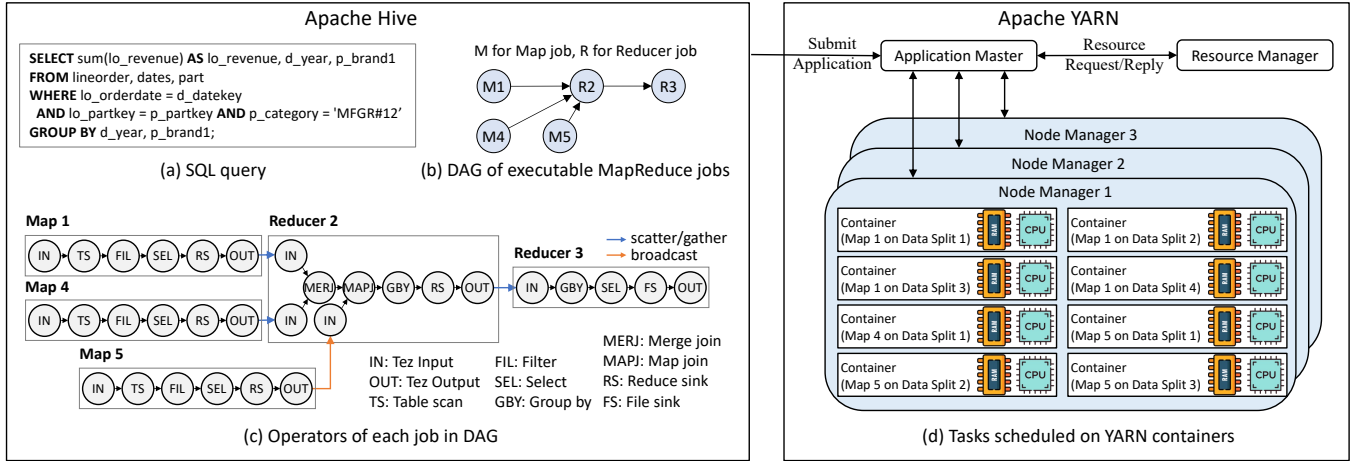 Apache Hive
SELECT sum(lo_revenue) AS lo_revenue, d_year, p_brand1
FROM lineorder, dates, part
WHERE lo_orderdate = d_datekey
AND lo_partkey = p_partkey AND p_category = 'MFGR#12’
GROUP BY d_year, p_brand1;
(a) SQL query
M for Map job, R for Reducer job
M1
R2
R3
M4
M5
(b) DAG of executable MapReduce jobs
Map 1
IN
TS
FIL
SEL
RS
OUT
Map 4
IN
TS
FIL
SEL
RS
OUT
Map 5
IN
TS
FIL
SEL
RS
OUT
Reducer 2
IN
MERJ
MAPJ
GBY
RS
OUT
IN
IN
scatter/gather
broadcast
Reducer 3
IN
GBY
SEL
FS
OUT
IN: Tez Input
OUT: Tez Output
TS: Table scan
FIL: Filter
SEL: Select
GBY: Group by
MERJ: Merge join
MAPJ: Map join
RS: Reduce sink
FS: File sink
(c) Operators of each job in DAG
Apache YARN
Submit
Application
Application Master
Resource
Request/Reply
Resource Manager
Node Manager 3
Node Manager 2
Node Manager 1
Container
(Map 1 on Data Split 1)
RAM
CPU
Container
(Map 1 on Data Split 2)
RAM
CPU
Container
(Map 1 on Data Split 3)
RAM
CPU
Container
(Map 1 on Data Split 4)
RAM
CPU
Container
(Map 4 on Data Split 1)
RAM
CPU
Container
(Map 5 on Data Split 1)
RAM
CPU
Container
(Map 5 on Data Split 2)
RAM
CPU
Container
(Map 5 on Data Split 3)
RAM
CPU
(d) Tasks scheduled on YARN containers